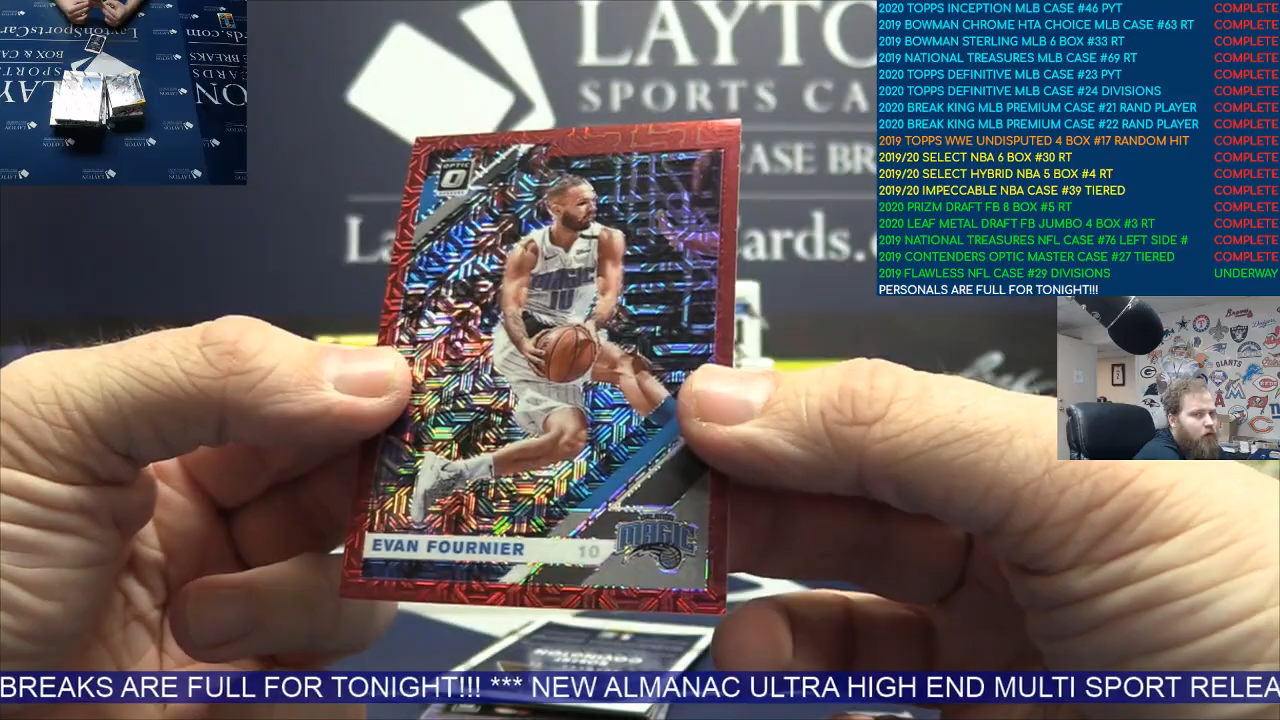 2020 TOPPS INCEPTION MLB CASE #46 PYT COMPLETE
2019 BOWMAN CHROME HTA CHOICE MLB CASE #63 RT COMPLETE
2019 BOWMAN STERLING MLB 6 BOX #33 RT COMPLETE
2019 NATIONAL TREASURES MLB CASE #69 RT COMPLETE
2020 TOPPS DEFINITIVE MLB CASE #23 PYT COMPLETE
2020 TOPPS DEFINITIVE MLB CASE #24 DIVISIONS COMPLETE
2020 BREAK KING MLB PREMIUM CASE #21 RAND PLAYER COMPLETE
2020 BREAK KING MLB PREMIUM CASE #22 RAND PLAYER COMPLETE
2019 TOPPS WWE UNDISPUTED 4 BOX #17 RANDOM HIT COMPLETE
2019/20 SELECT NBA 6 BOX #30 RT COMPLETE
2019/20 SELECT HYBRID NBA 5 BOX #4 RT COMPLETE
2019/20 IMPECCABLE NBA CASE #39 TIERED COMPLETE
2020 PRIZM DRAFT FB 8 BOX #5 RT COMPLETE
2020 LEAF METAL DRAFT FB JUMBO 4 BOX #3 RT COMPLETE
2019 NATIONAL TREASURES NFL CASE #76 LEFT SIDE # COMPLETE
2019 CONTENDERS OPTIC MASTER CASE #27 TIERED COMPLETE
2019 FLAWLESS NFL CASE #29 DIVISIONS UNDERWAY
PERSONALS ARE FULL FOR TONIGHT!!!
LAYTO
SPORTS CA
CASE BR
La
ards.c
OPTIC
MAGIC
10
EVAN FOURNIER 10
MAGIC
GIANTS
BREAKS ARE FULL FOR TONIGHT!!! *** NEW ALMANAC ULTRA HIGH END MULTI SPORT RELEA